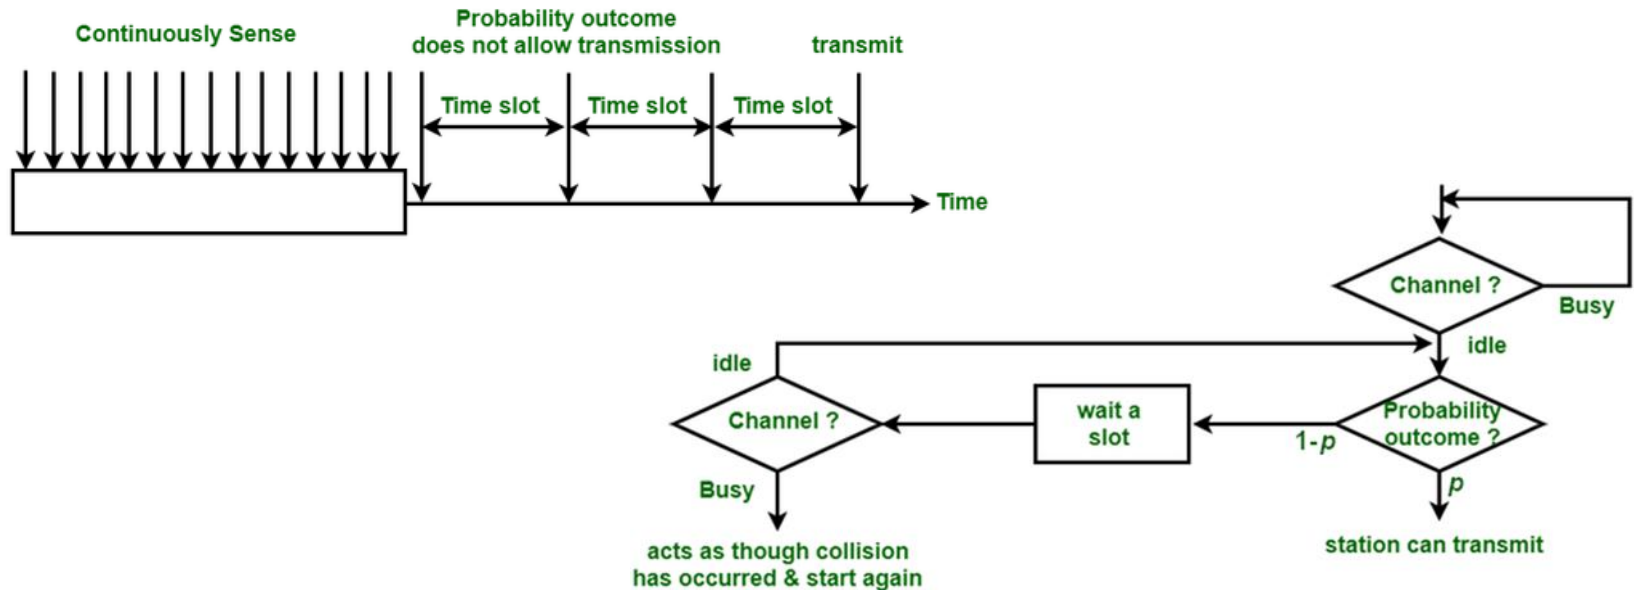 Continuously Sense
Probability outcome
does not allow transmission
transmit
Time slot
Time slot
Time slot
Time
Channel ?
Busy
idle
idle
Channel ?
wait a
slot
Probability
outcome ?
1-p
Busy
p
acts as though collision
has occurred & start again
station can transmit